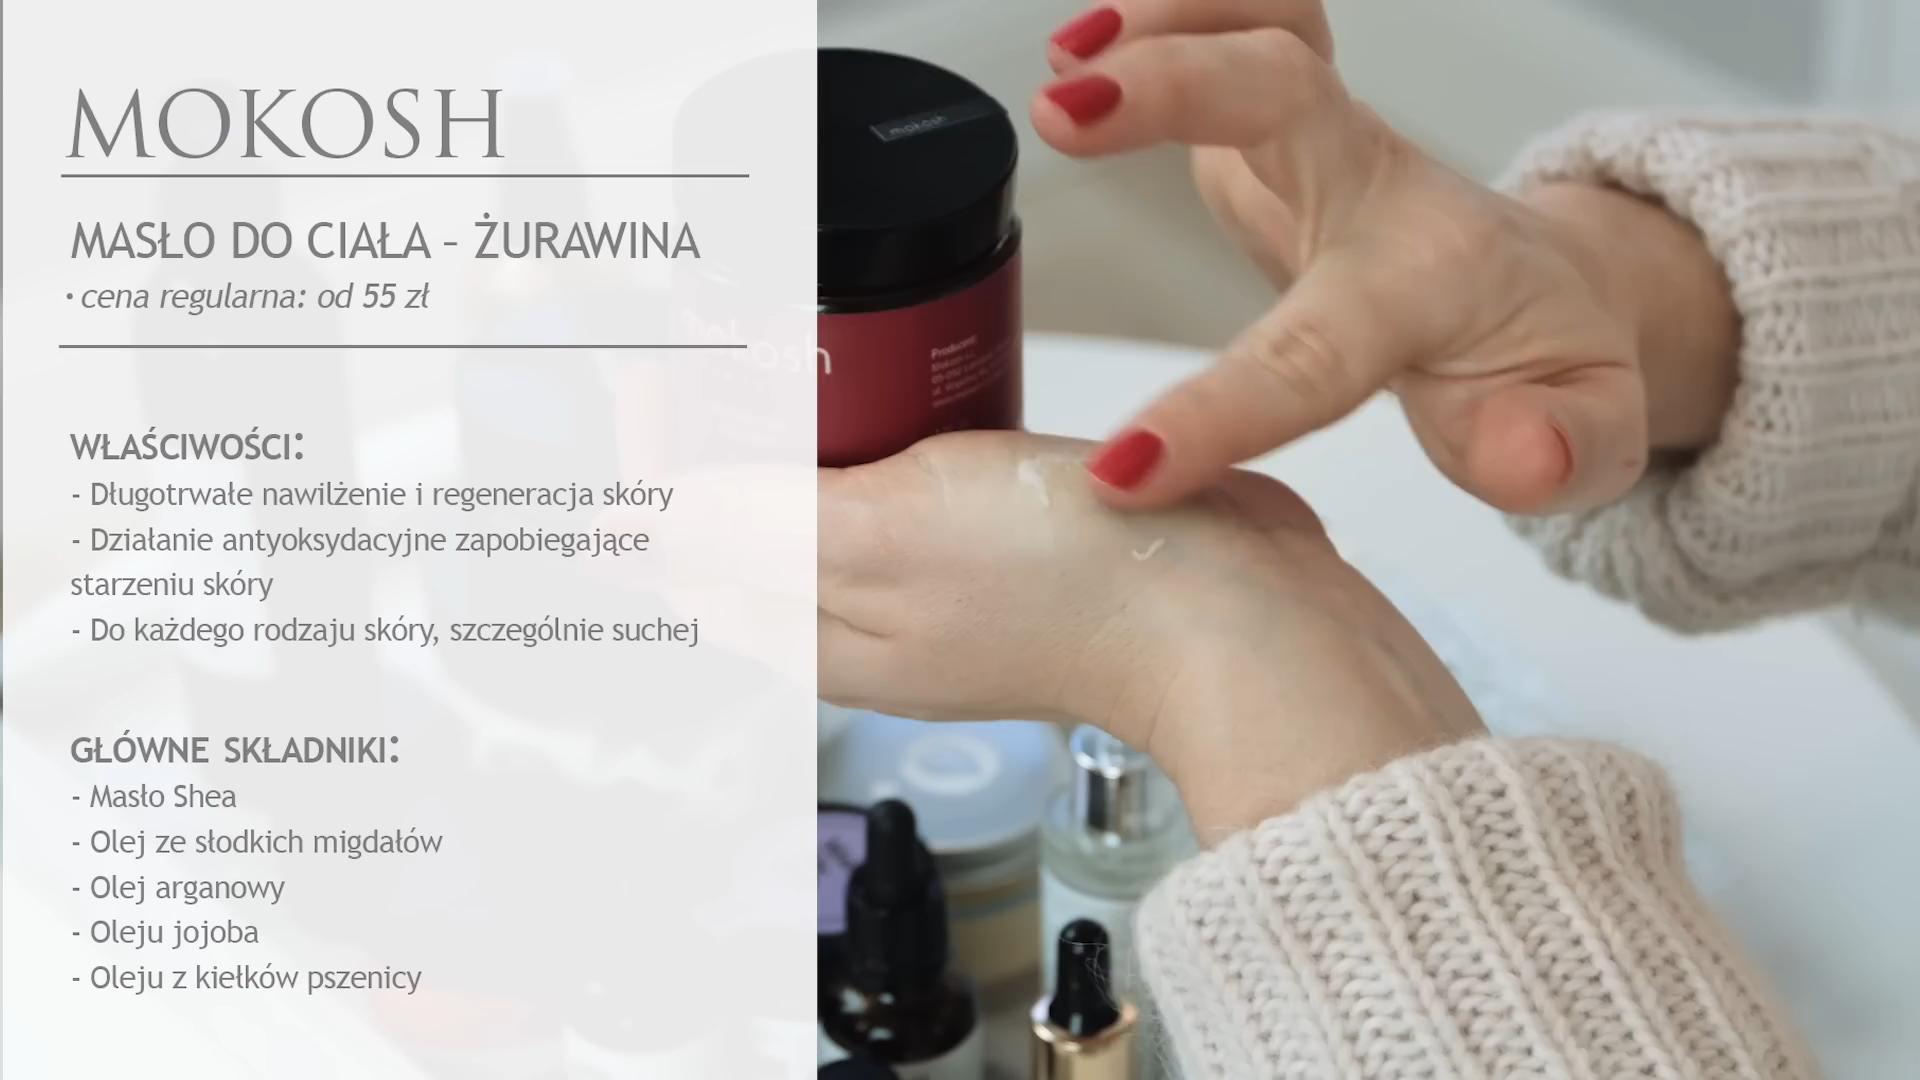 MOKOSH
MASŁO DO CIAŁA – ŻURAWINA
• cena regularna: od 55 zł
WŁAŚCIWOŚCI:
- Długotrwałe nawilżenie i regeneracja skóry
- Działanie antyoksydacyjne zapobiegające
starzeniu skóry
- Do każdego rodzaju skóry, szczególnie suchej
GŁÓWNE SKŁADNIKI:
- Masło Shea
- Olej ze słodkich migdałów
- Olej arganowy
- Oleju jojoba
- Oleju z kiełków pszenicy
mokosh
mokosh
Producent: